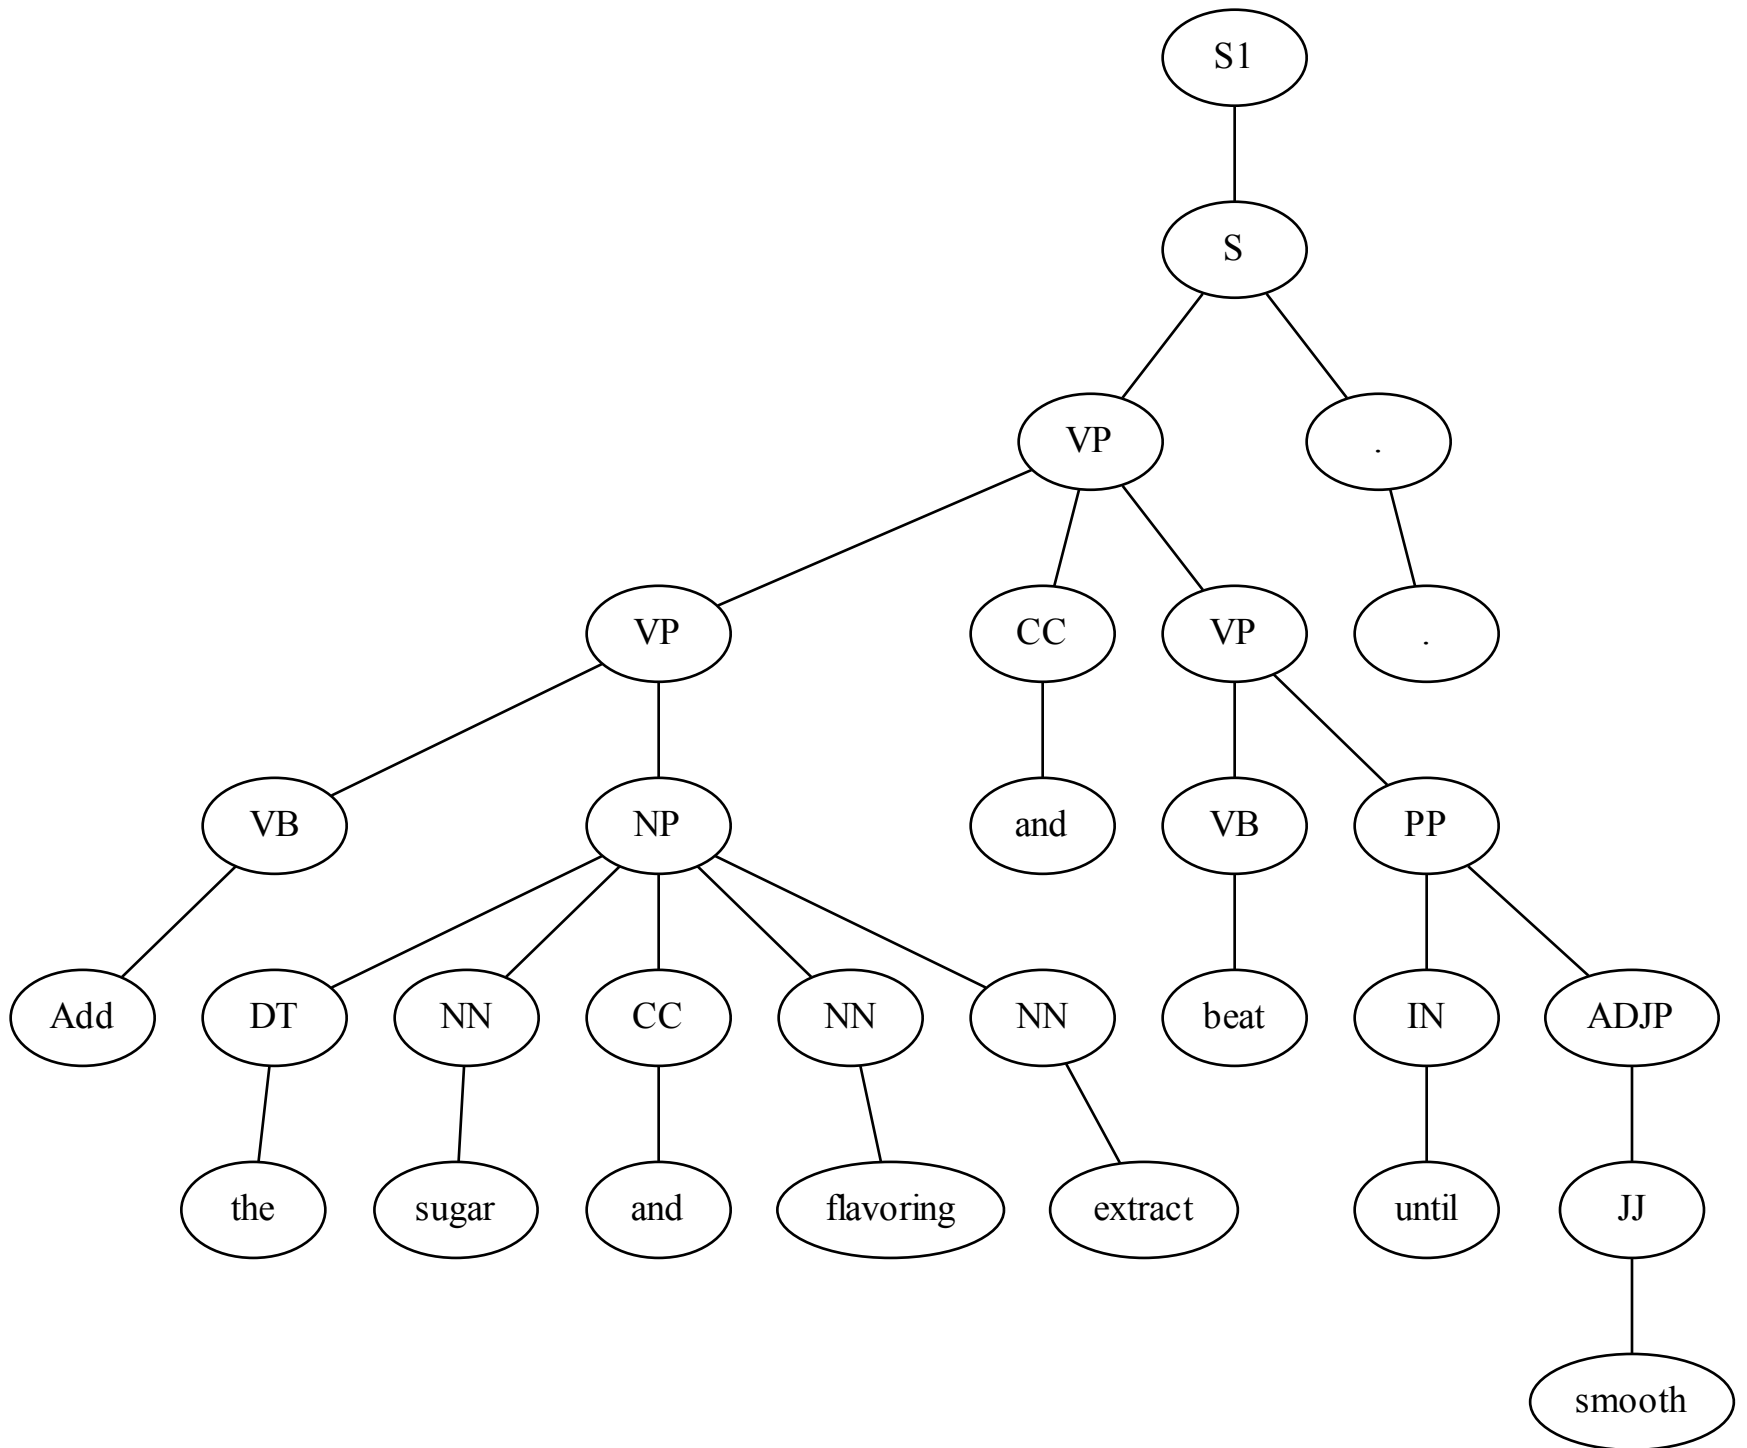 S1
S
VP .
VP CC VP .
VB NP and VB PP
Add DT NN CC NN NN beat IN ADJP
the sugar and flavoring extract until JJ
smooth